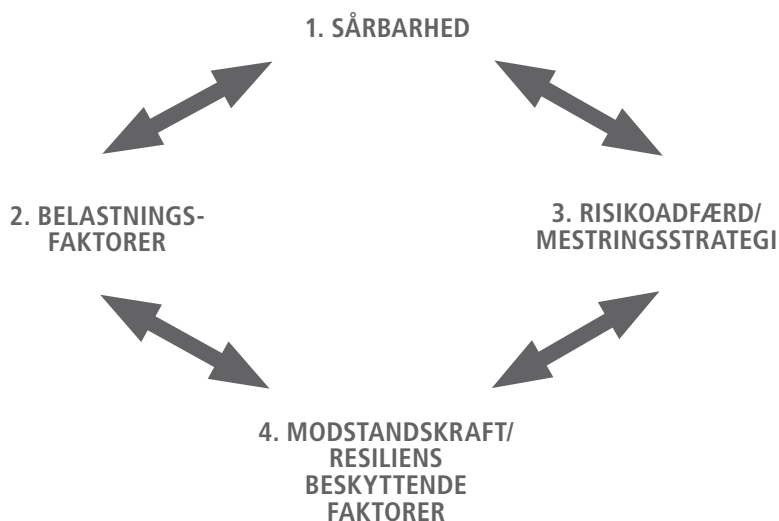 1. SÅRBARHED
2. BELASTNINGS-
FAKTORER
3. RISIKOADFÆRD/
MESTRINGSSTRATEGI
4. MODSTANDSKRAFT/
RESILIENS
BESKYTTENDE
FAKTORER